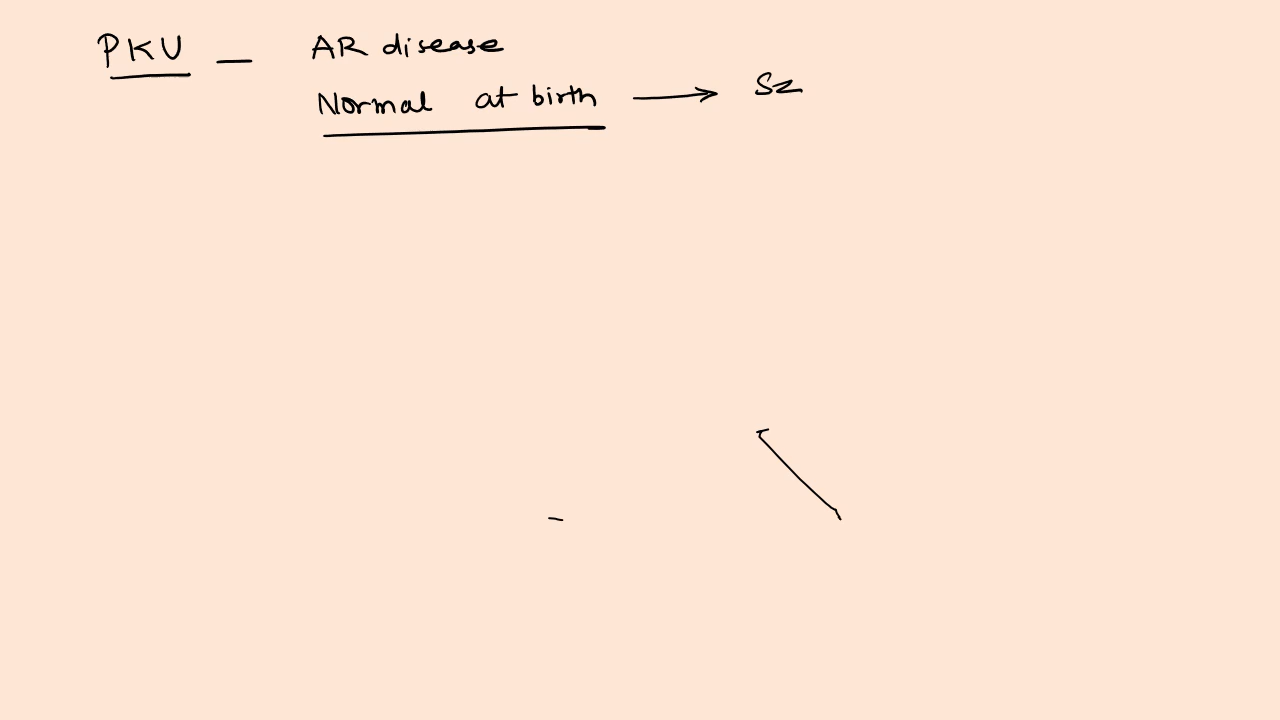 PKU - AR disease
Normal at birth → Sz